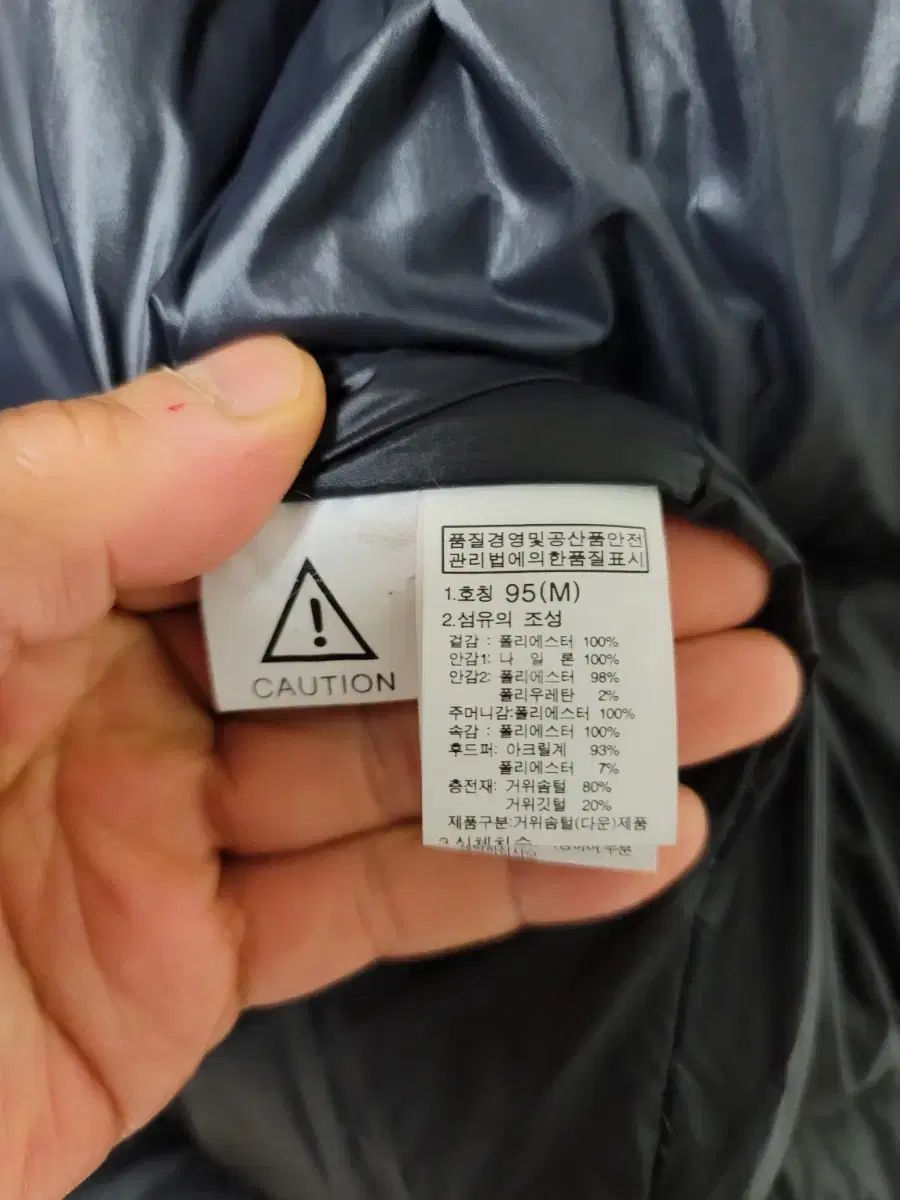 CAUTION
품질경영및공산품안전
관리법에의한품질표시
1.호칭 95(M)
2.섬유의 조성
겉감 : 폴리에스터 100%
안감1: 나 일 론 100%
안감2: 폴리에스터 98%
폴리우레탄 2%
주머니감:폴리에스터 100%
속감 : 폴리에스터 100%
후드퍼: 아크릴계 93%
폴리에스터 7%
충전재: 거위솜털 80%
거위깃털 20%
제품구분:거위솜털(다운)제품
3.신체치수